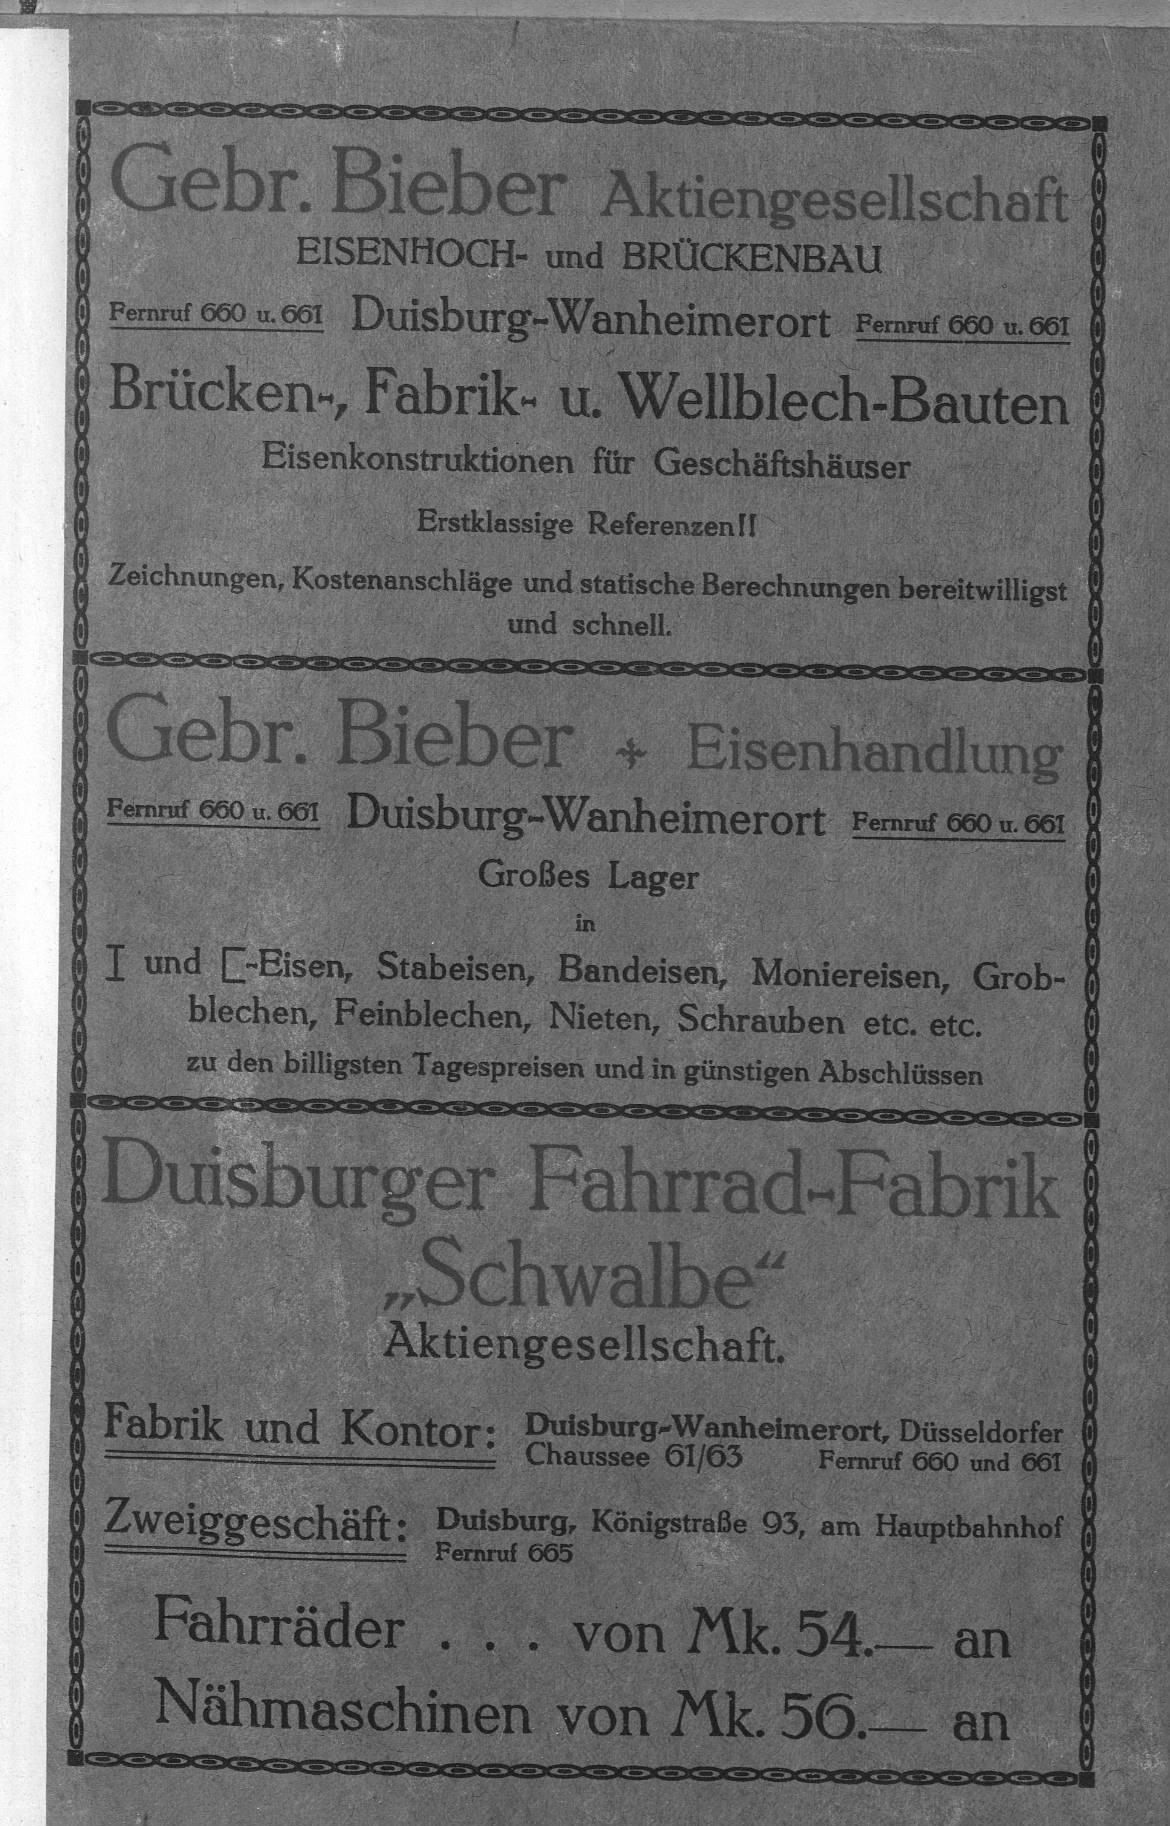 Gebr. Bieber Aktiengesellschaft
EISENHOCH- und BRÜCKENBAU
Fernruf 660 u. 661 Duisburg-Wanheimerort Fernruf 660 u. 661
Brücken-, Fabrik- u. Wellblech-Bauten
Eisenkonstruktionen für Geschäftshäuser
Erstklassige Referenzen!!
Zeichnungen, Kostenanschläge und statische Berechnungen bereitwilligst
und schnell.
Gebr. Bieber + Eisenhandlung
Fernruf 660 u. 661 Duisburg-Wanheimerort Fernruf 660 u. 661
Großes Lager
in
I und [-Eisen, Stabeisen, Bandeisen, Moniereisen, Grob-
blechen, Feinblechen, Nieten, Schrauben etc. etc.
zu den billigsten Tagespreisen und in günstigen Abschlüssen
Duisburger Fahrrad-Fabrik
„Schwalbe“
Aktiengesellschaft.
Fabrik und Kontor: Duisburg-Wanheimerort, Düsseldorfer
Chaussee 61/63 Fernruf 660 und 661
Zweiggeschäft: Duisburg, Königstraße 93, am Hauptbahnhof
Fernruf 665
Fahrräder . . . von Mk. 54.— an
Nähmaschinen von Mk. 56.— an